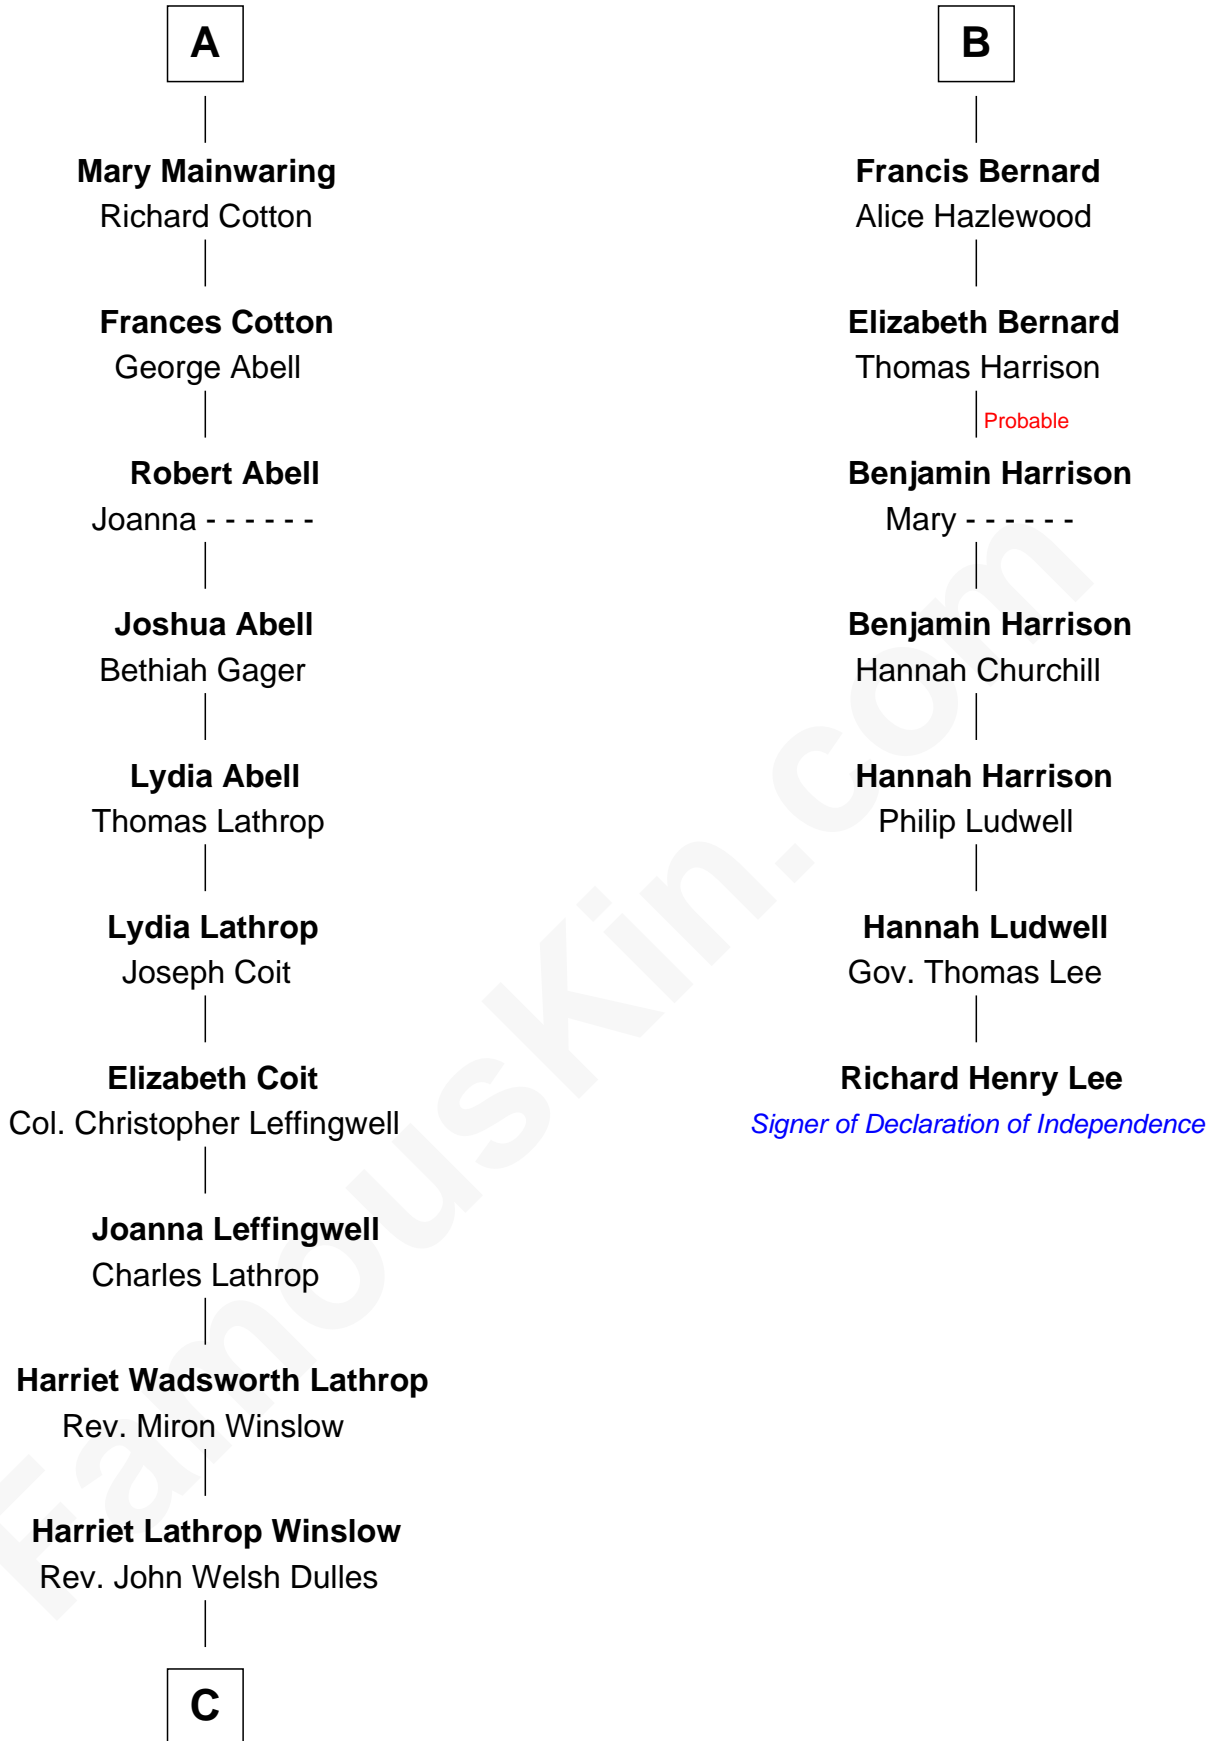 A
Mary Mainwaring
Richard Cotton
Frances Cotton
George Abell
Robert Abell
Joanna - - - - - -
Joshua Abell
Bethiah Gager
Lydia Abell
Thomas Lathrop
Lydia Lathrop
Joseph Coit
Elizabeth Coit
Col. Christopher Leffingwell
Joanna Leffingwell
Charles Lathrop
Harriet Wadsworth Lathrop
Rev. Miron Winslow
Harriet Lathrop Winslow
Rev. John Welsh Dulles
C
B
Francis Bernard
Alice Hazlewood
Elizabeth Bernard
Thomas Harrison
Probable
Benjamin Harrison
Mary - - - - - -
Benjamin Harrison
Hannah Churchill
Hannah Harrison
Philip Ludwell
Hannah Ludwell
Gov. Thomas Lee
Richard Henry Lee
Signer of Declaration of Independence
FamousKin.com